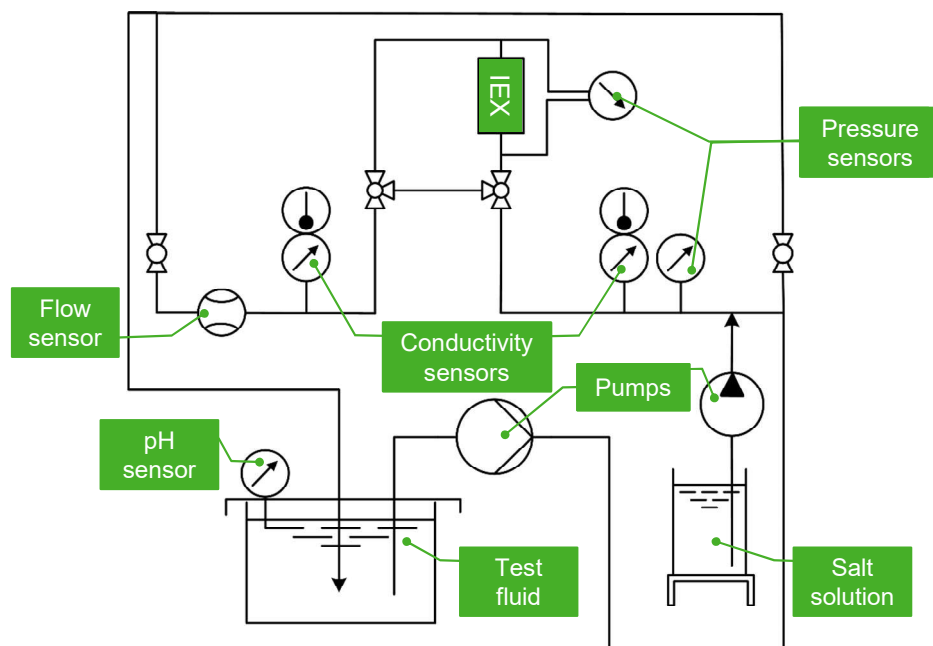 IEX
Pressure
sensors
Flow
sensor
Conductivity
sensors
Pumps
pH
sensor
Test
fluid
Salt
solution